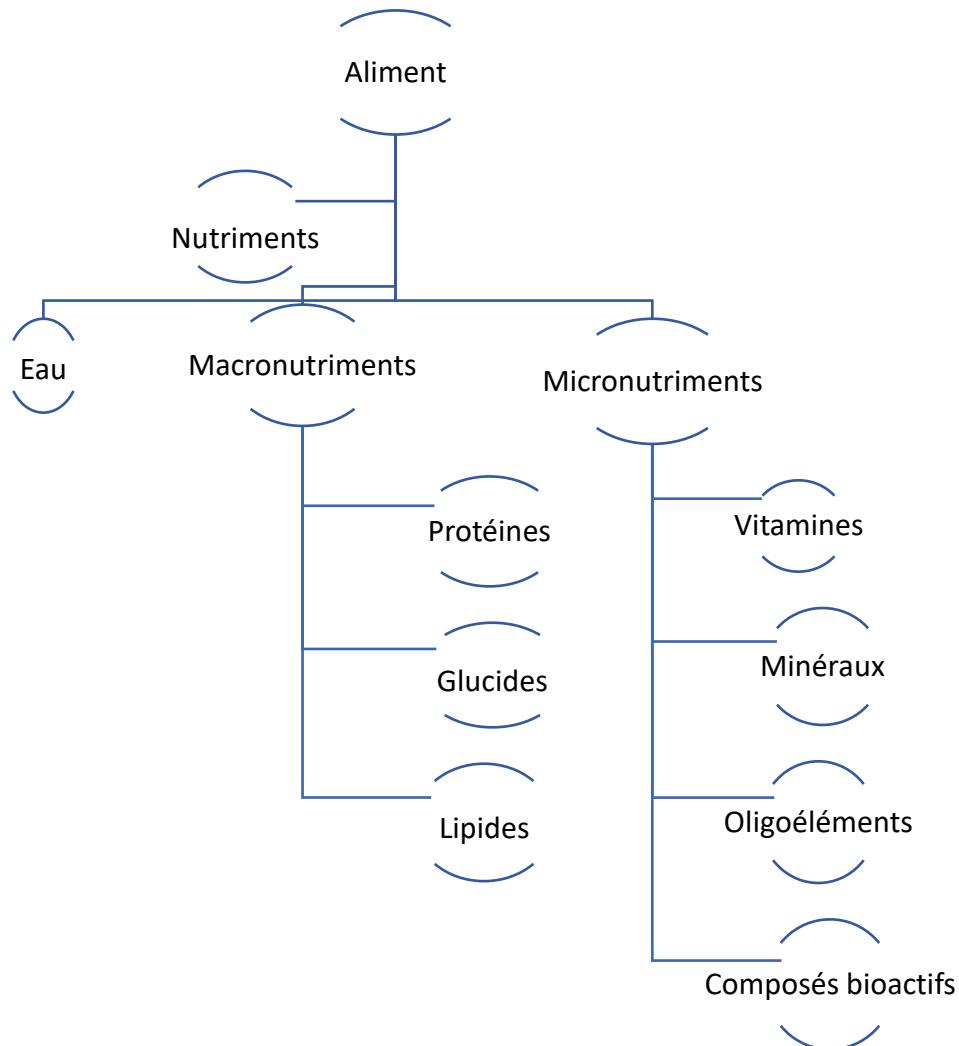 Aliment
Nutriments
Eau
Macronutriments
Micronutriments
Protéines
Glucides
Lipides
Vitamines
Minéraux
Oligoéléments
Composés bioactifs